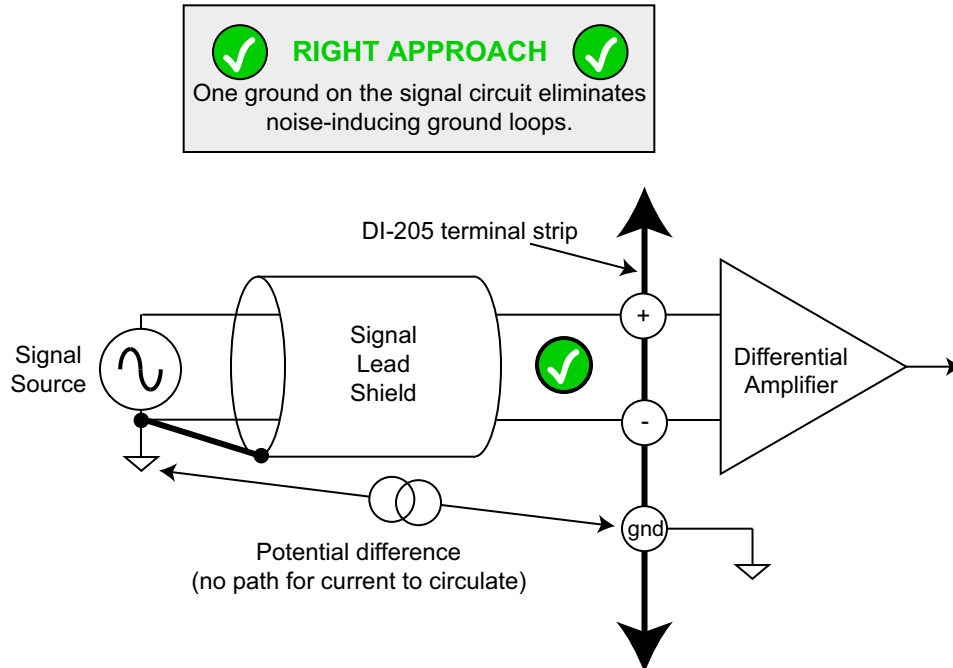 RIGHT APPROACH
One ground on the signal circuit eliminates
noise-inducing ground loops.
DI-205 terminal strip
+
Signal
Source
Signal
Lead
Shield
Differential
Amplifier
-
gnd
Potential difference
(no path for current to circulate)